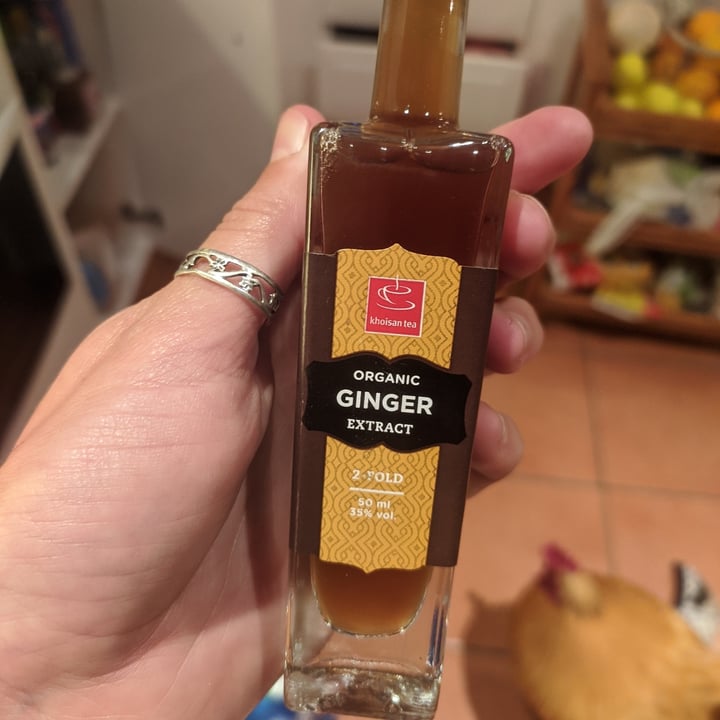 khoisan tea
ORGANIC
GINGER
EXTRACT
2-FOLD
50 ml
35% vol.